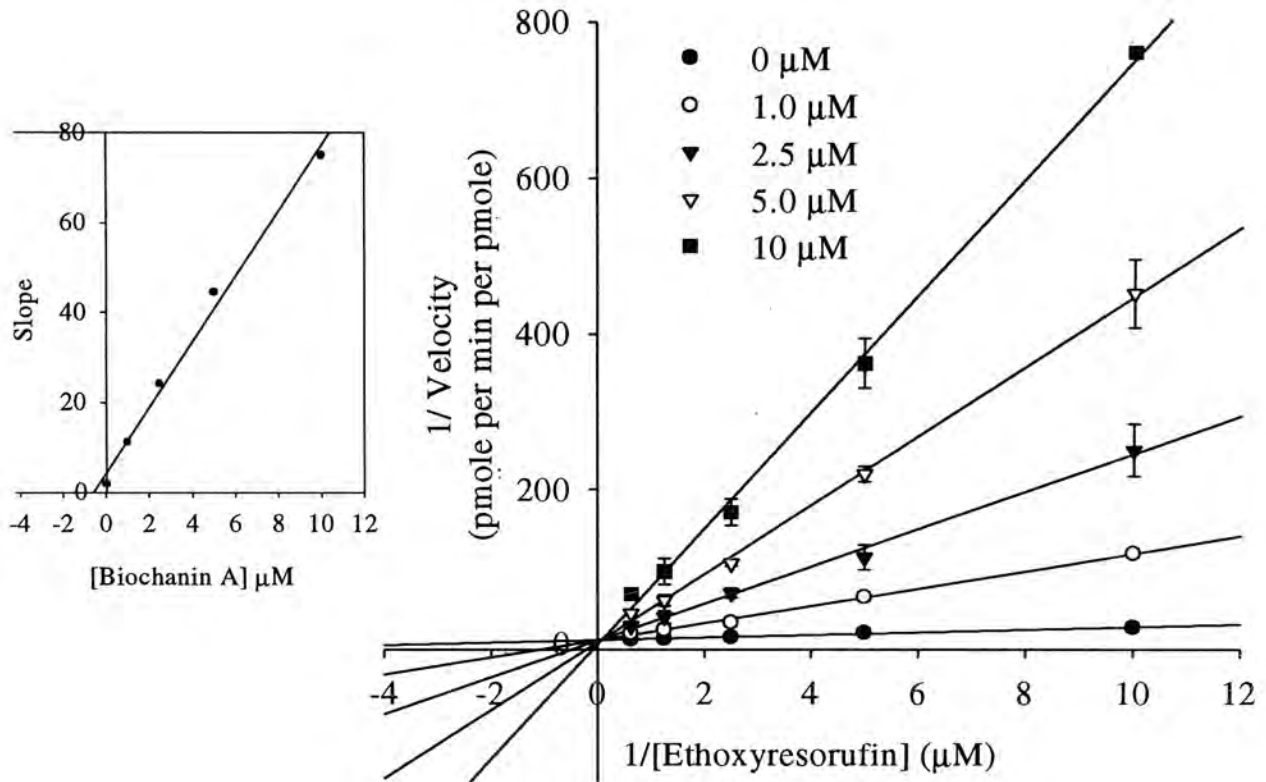 80
60
40
20
0
Slope
-4 -2 0 2 4 6 8 10 12
[Biochanin A] μM
800
600
400
200
0
1/ Velocity
(pmole per min per pmole)
0 μM
1.0 μM
2.5 μM
5.0 μM
10 μM
-4 -2 0 2 4 6 8 10 12
1/[Ethoxyresorufin] (μM)